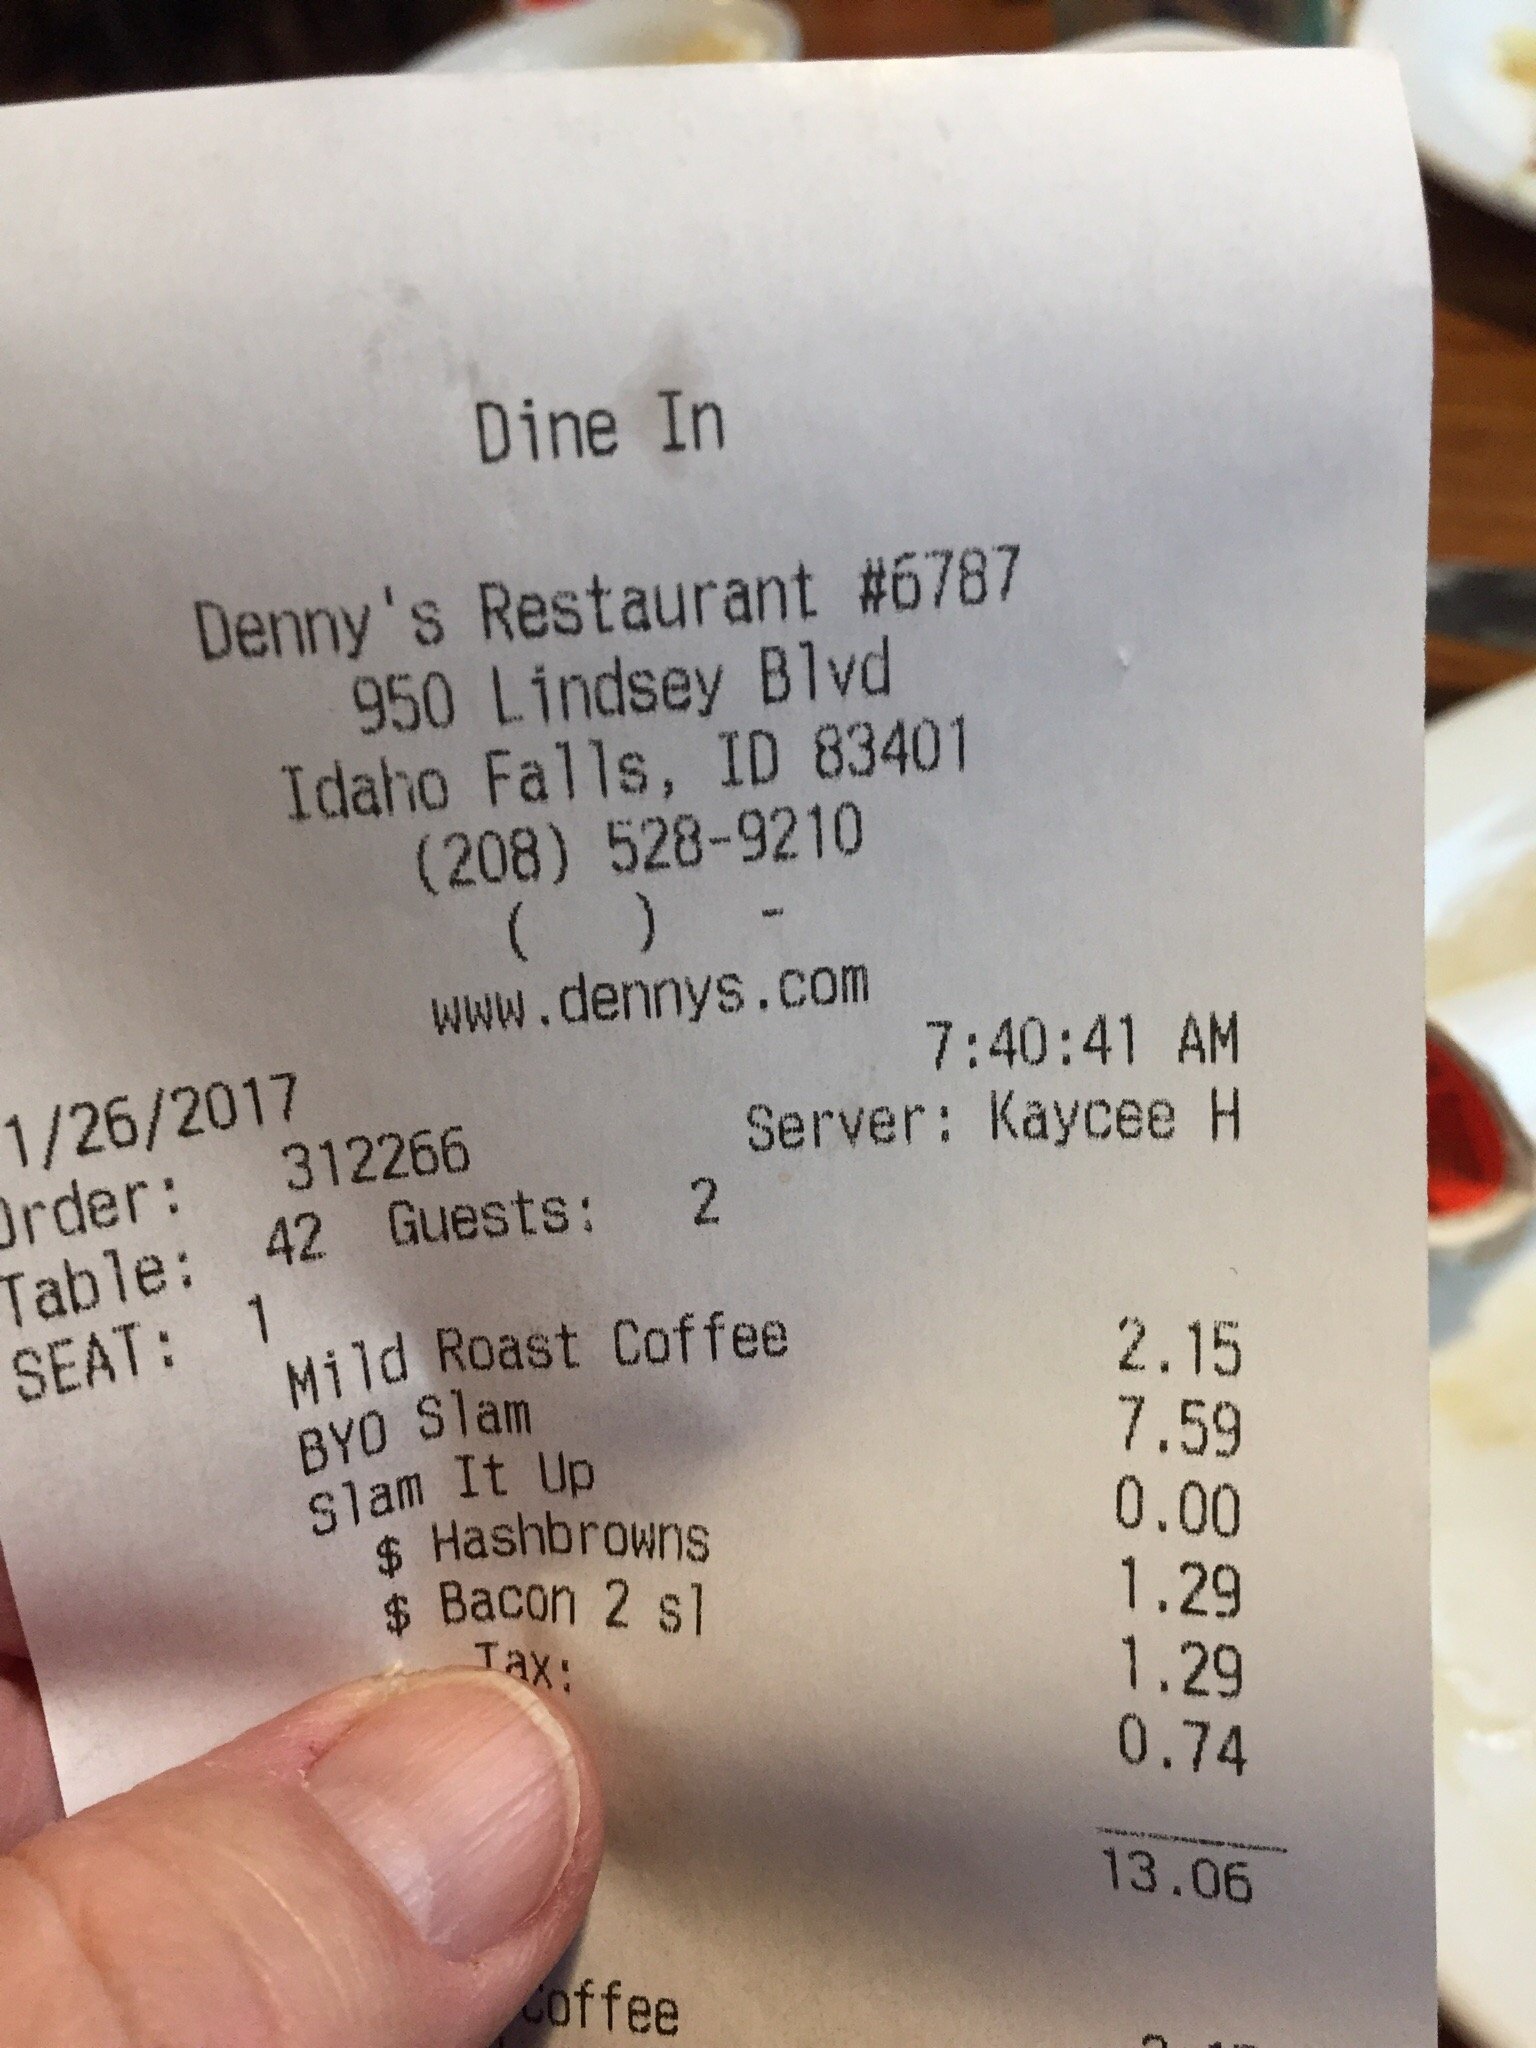 Dine In
Denny's Restaurant #6787
950 Lindsey Blvd
Idaho Falls, ID 83401
(208) 528-9210
( ) -
www.dennys.com
1/26/2017 7:40:41 AM
Order: 312266 Server: Kaycee H
Table: 42 Guests: 2
SEAT: 1
Mild Roast Coffee 2.15
BYO Slam 7.59
Slam It Up 0.00
$ Hashbrowns 1.29
$ Bacon 2 sl 1.29
Tax: 0.74
13.06
Coffee